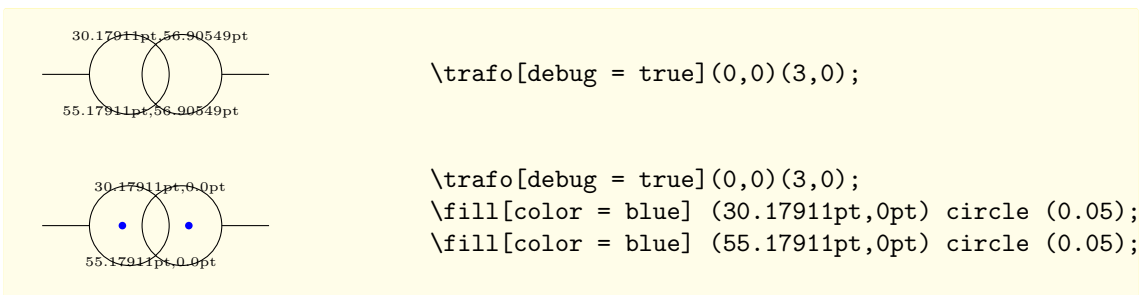 30.17911pt,56.90549pt
55.17911pt,56.90549pt
\trafo[debug = true](0,0)(3,0);
30.17911pt,0.0pt
55.17911pt,0.0pt
\trafo[debug = true](0,0)(3,0);
\fill[color = blue] (30.17911pt,0pt) circle (0.05);
\fill[color = blue] (55.17911pt,0pt) circle (0.05);